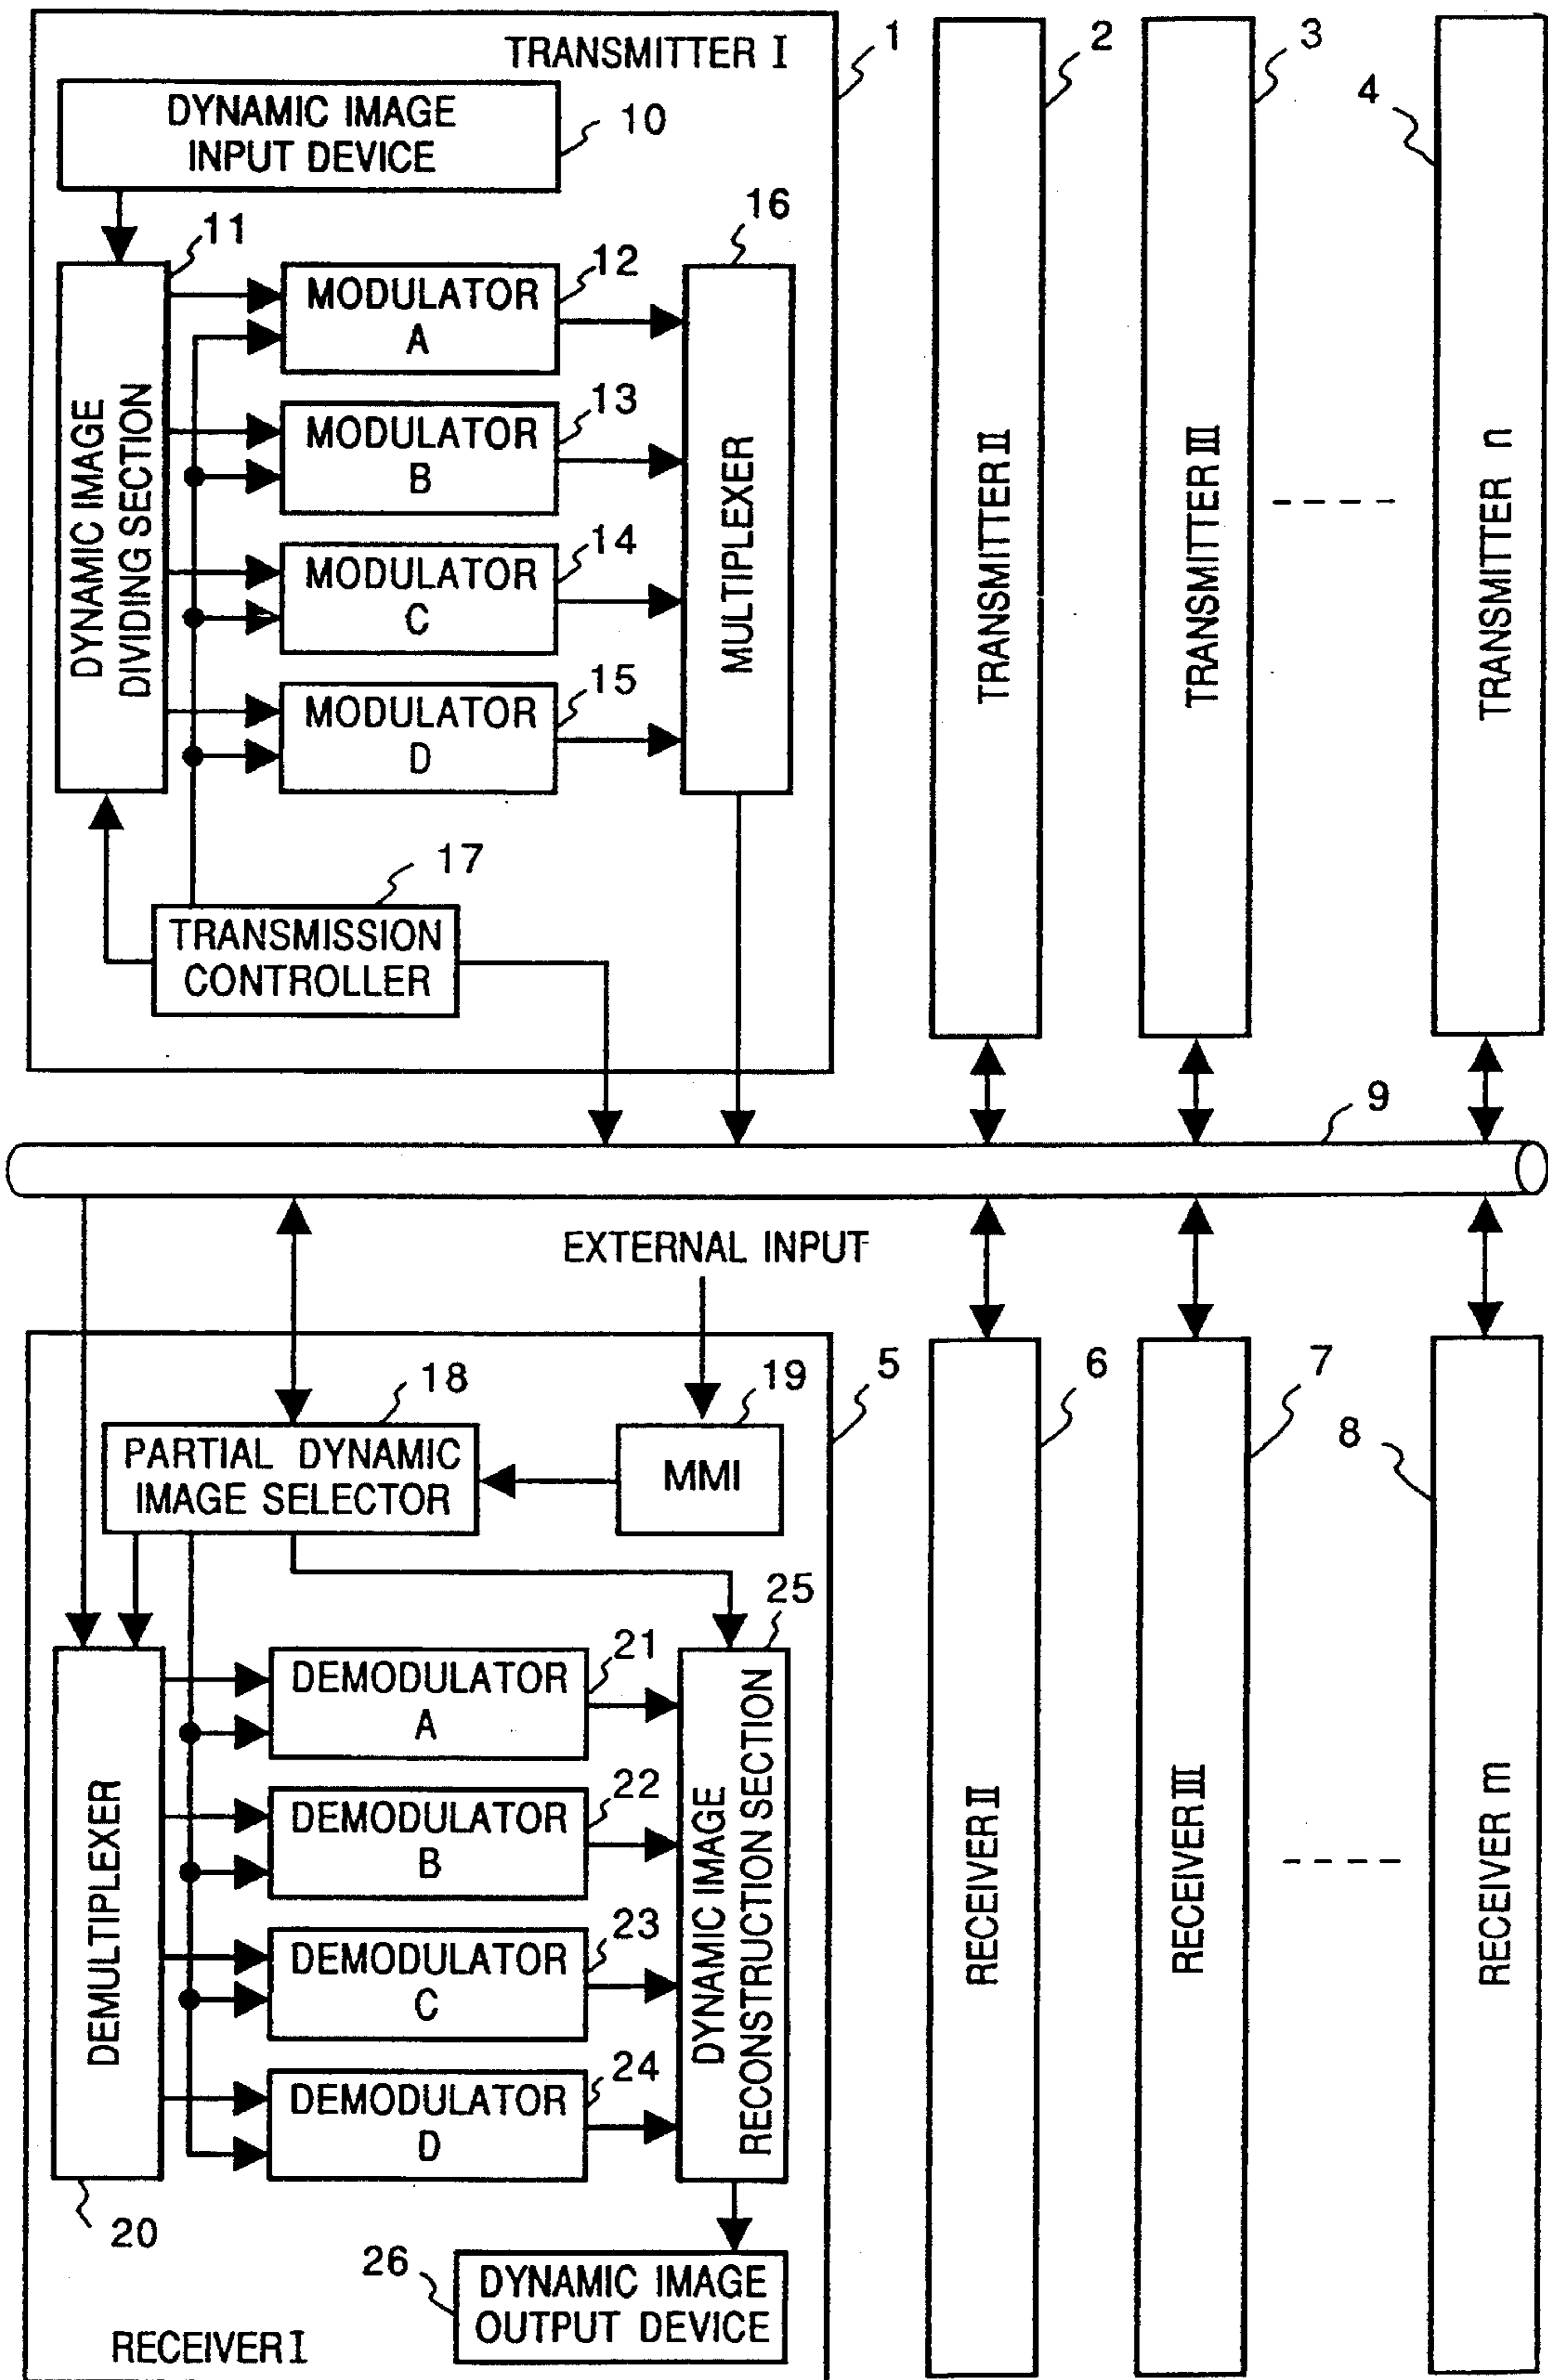 TRANSMITTER I
1
2
3
4
DYNAMIC IMAGE
INPUT DEVICE
10
11
12
16
MODULATOR
A
13
MODULATOR
B
14
MODULATOR
C
15
MODULATOR
D
DYNAMIC IMAGE
DIVIDING SECTION
MULTIPLEXER
17
TRANSMISSION
CONTROLLER
TRANSMITTER II
TRANSMITTER III
TRANSMITTER n
9
EXTERNAL INPUT
18
19
5
6
7
8
PARTIAL DYNAMIC
IMAGE SELECTOR
MMI
25
21
DEMODULATOR
A
22
DEMODULATOR
B
23
DEMODULATOR
C
24
DEMODULATOR
D
DEMULTIPLEXER
DYNAMIC IMAGE
RECONSTRUCTION SECTION
20
26
DYNAMIC IMAGE
OUTPUT DEVICE
RECEIVER I
RECEIVER II
RECEIVER III
RECEIVER m